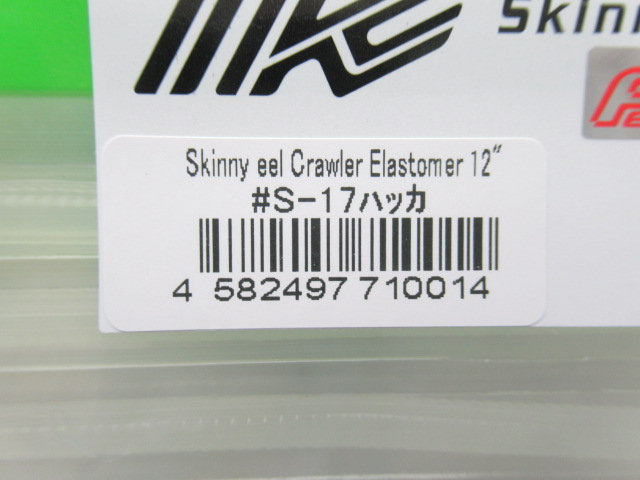 Skinny eel Crawler Elastomer 12"
#S-17ハッカ
4 582497 710014